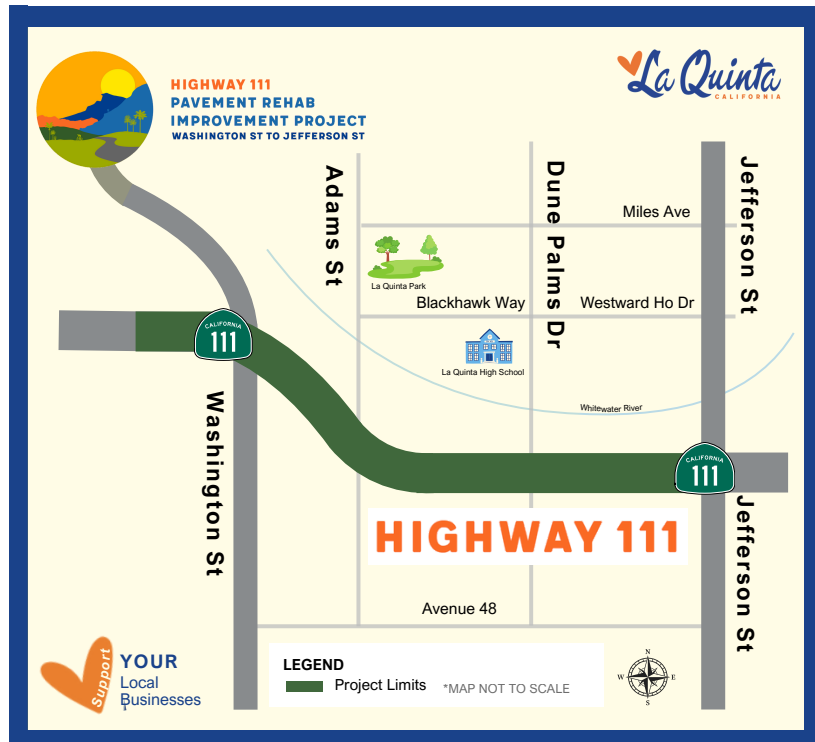 HIGHWAY 111
PAVEMENT REHAB
IMPROVEMENT PROJECT
WASHINGTON ST TO JEFFERSON ST
La Quinta
CALIFORNIA
Adams St
Dune Palms Dr
Jefferson St
Miles Ave
La Quinta Park
Blackhawk Way
Westward Ho Dr
CALIFORNIA
111
La Quinta High School
Whitewater River
Washington St
CALIFORNIA
111
HIGHWAY 111
Jefferson St
Avenue 48
Support
YOUR
Local
Businesses
LEGEND
Project Limits
*MAP NOT TO SCALE
N
W
E
S